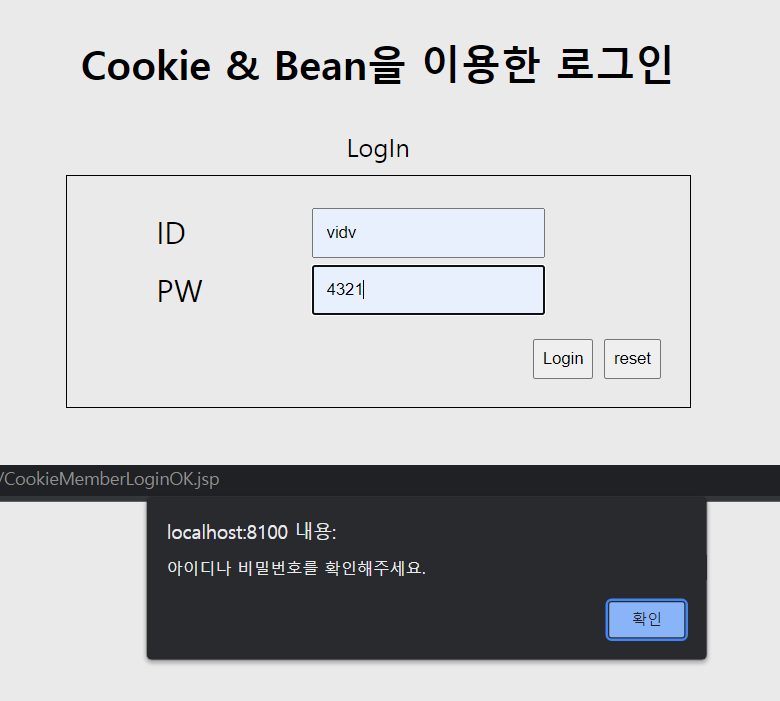 Cookie & Bean을 이용한 로그인
LogIn
ID
vidv
PW
4321
Login
reset
/CookieMemberLoginOK.jsp
localhost:8100 내용:
아이디나 비밀번호를 확인해주세요.
확인